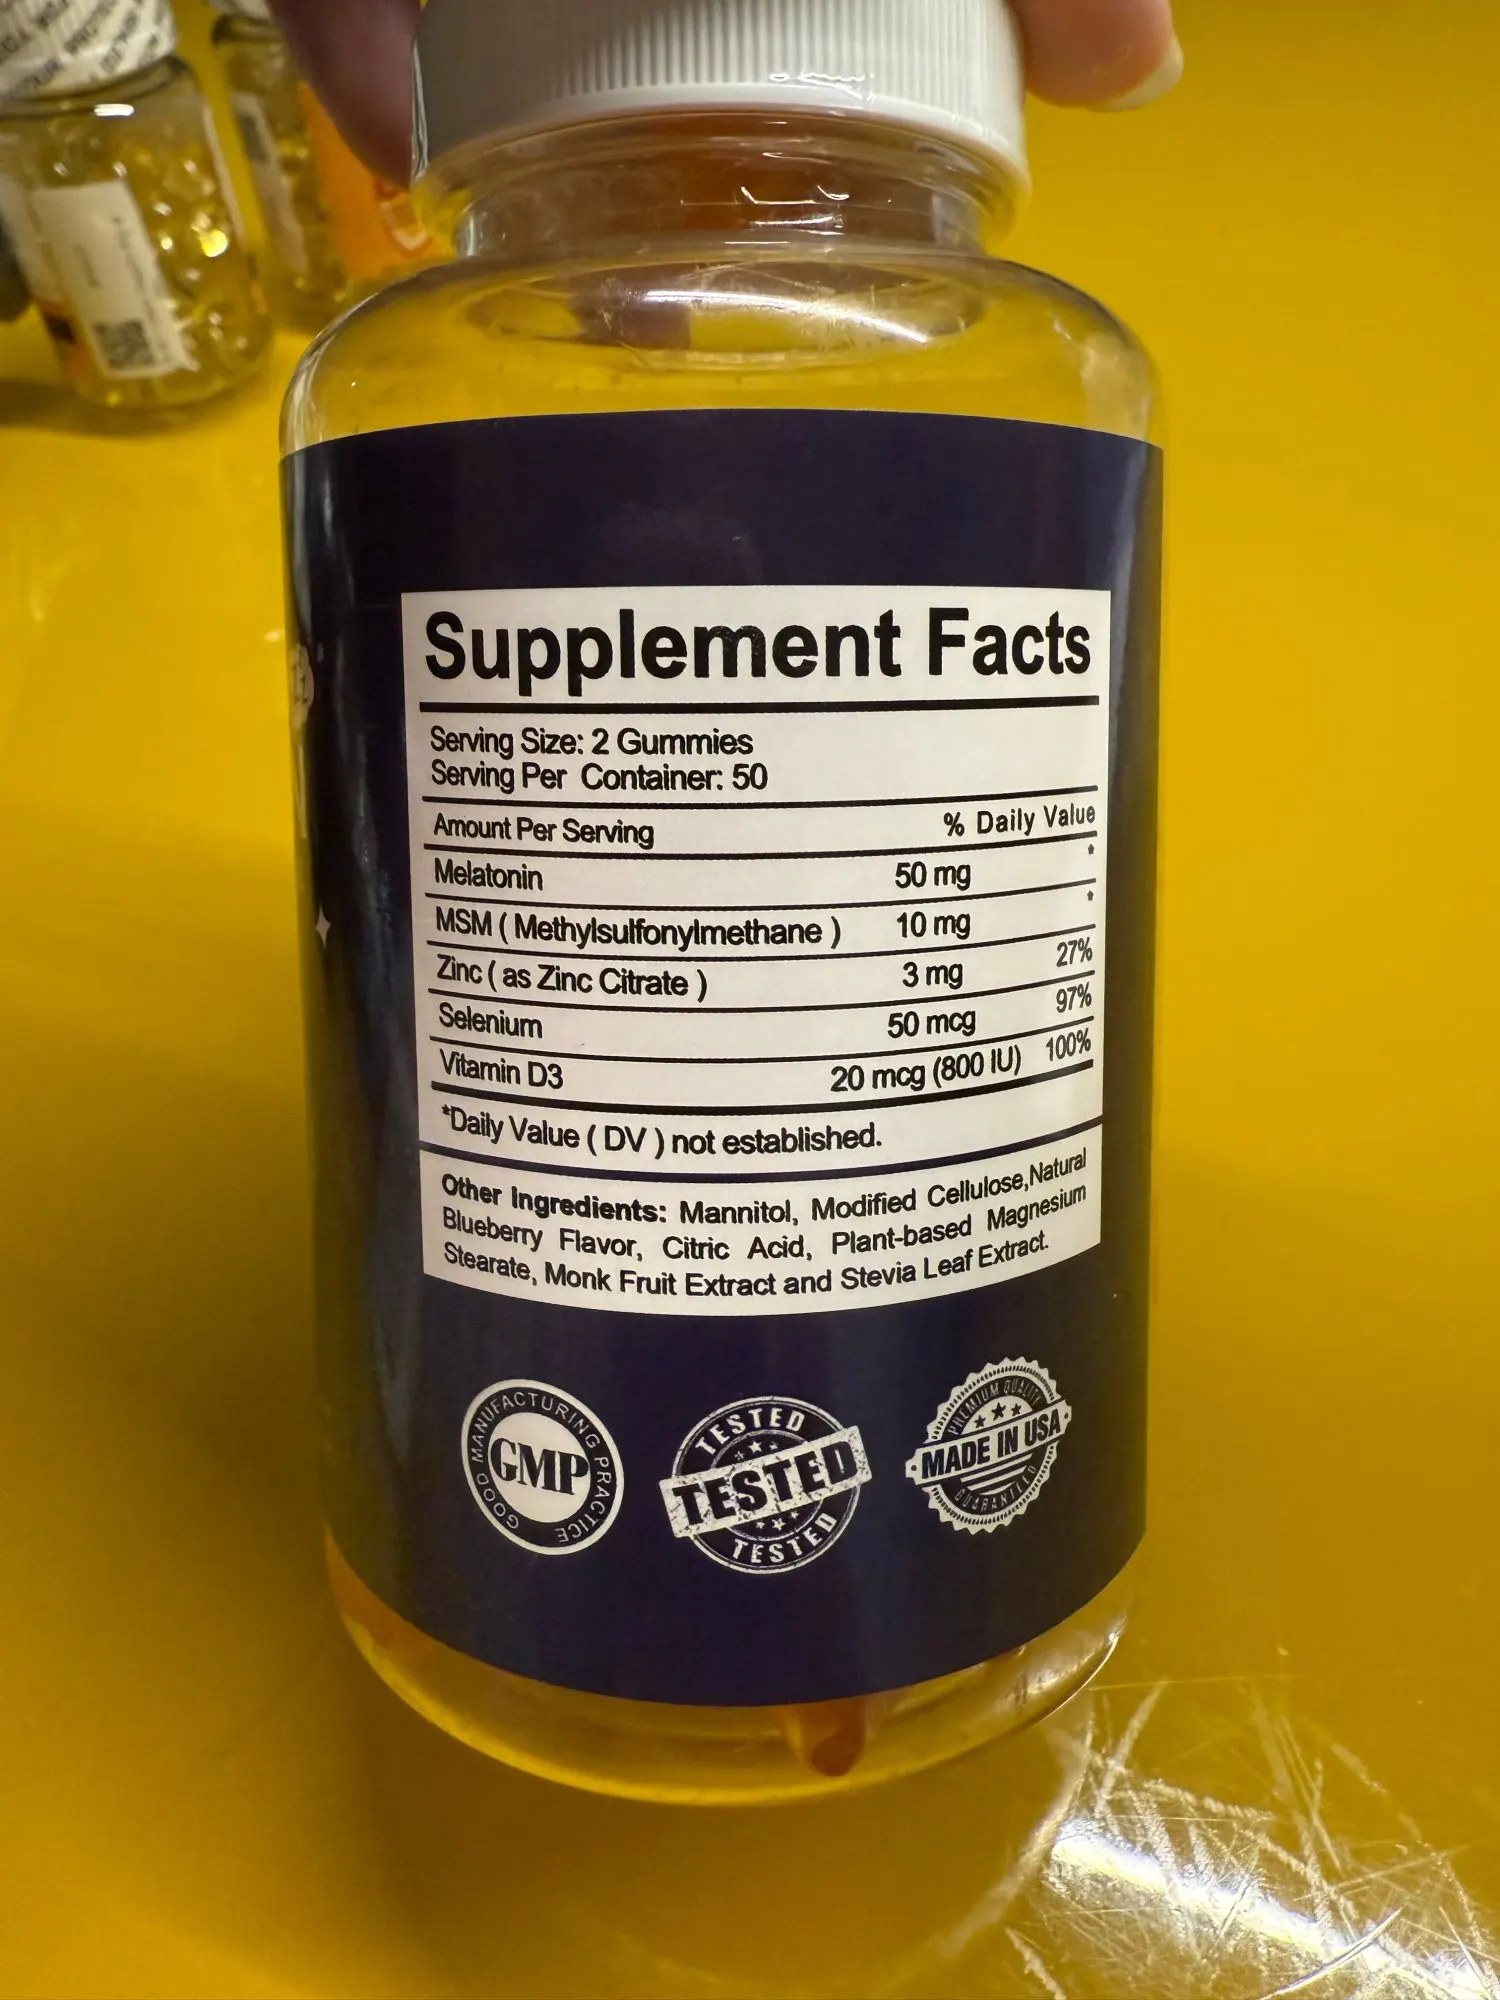 Supplement Facts
Serving Size: 2 Gummies
Serving Per Container: 50
Amount Per Serving % Daily Value
Melatonin 50 mg *
MSM ( Methylsulfonylmethane ) 10 mg *
Zinc ( as Zinc Citrate ) 3 mg 27%
Selenium 50 mcg 97%
Vitamin D3 20 mcg (800 IU) 100%
*Daily Value ( DV ) not established.
Other Ingredients: Mannitol, Modified Cellulose,Natural
Blueberry Flavor, Citric Acid, Plant-based Magnesium
Stearate, Monk Fruit Extract and Stevia Leaf Extract.
GOOD MANUFACTURING PRACTICE
GMP
TESTED
TESTED
TESTED
PREMIUM QUALITY
MADE IN USA
GUARANTEED